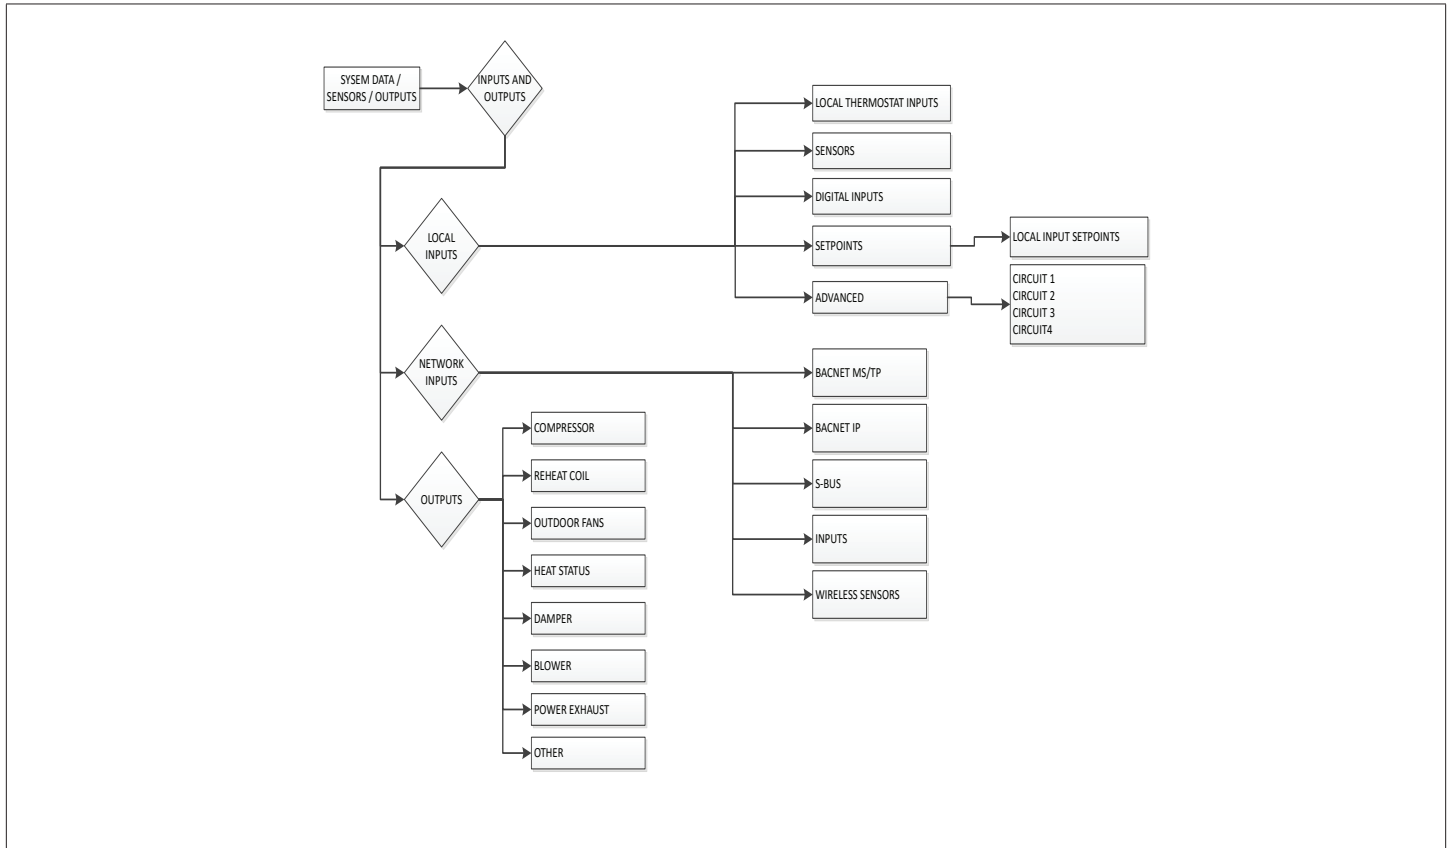 SYSEM DATA /
SENSORS / OUTPUTS
INPUTS AND
OUTPUTS
LOCAL
INPUTS
LOCAL THERMOSTAT INPUTS
SENSORS
DIGITAL INPUTS
SETPOINTS
LOCAL INPUT SETPOINTS
ADVANCED
CIRCUIT 1
CIRCUIT 2
CIRCUIT 3
CIRCUIT4
NETWORK
INPUTS
BACNET MS/TP
BACNET IP
S-BUS
INPUTS
WIRELESS SENSORS
OUTPUTS
COMPRESSOR
REHEAT COIL
OUTDOOR FANS
HEAT STATUS
DAMPER
BLOWER
POWER EXHAUST
OTHER